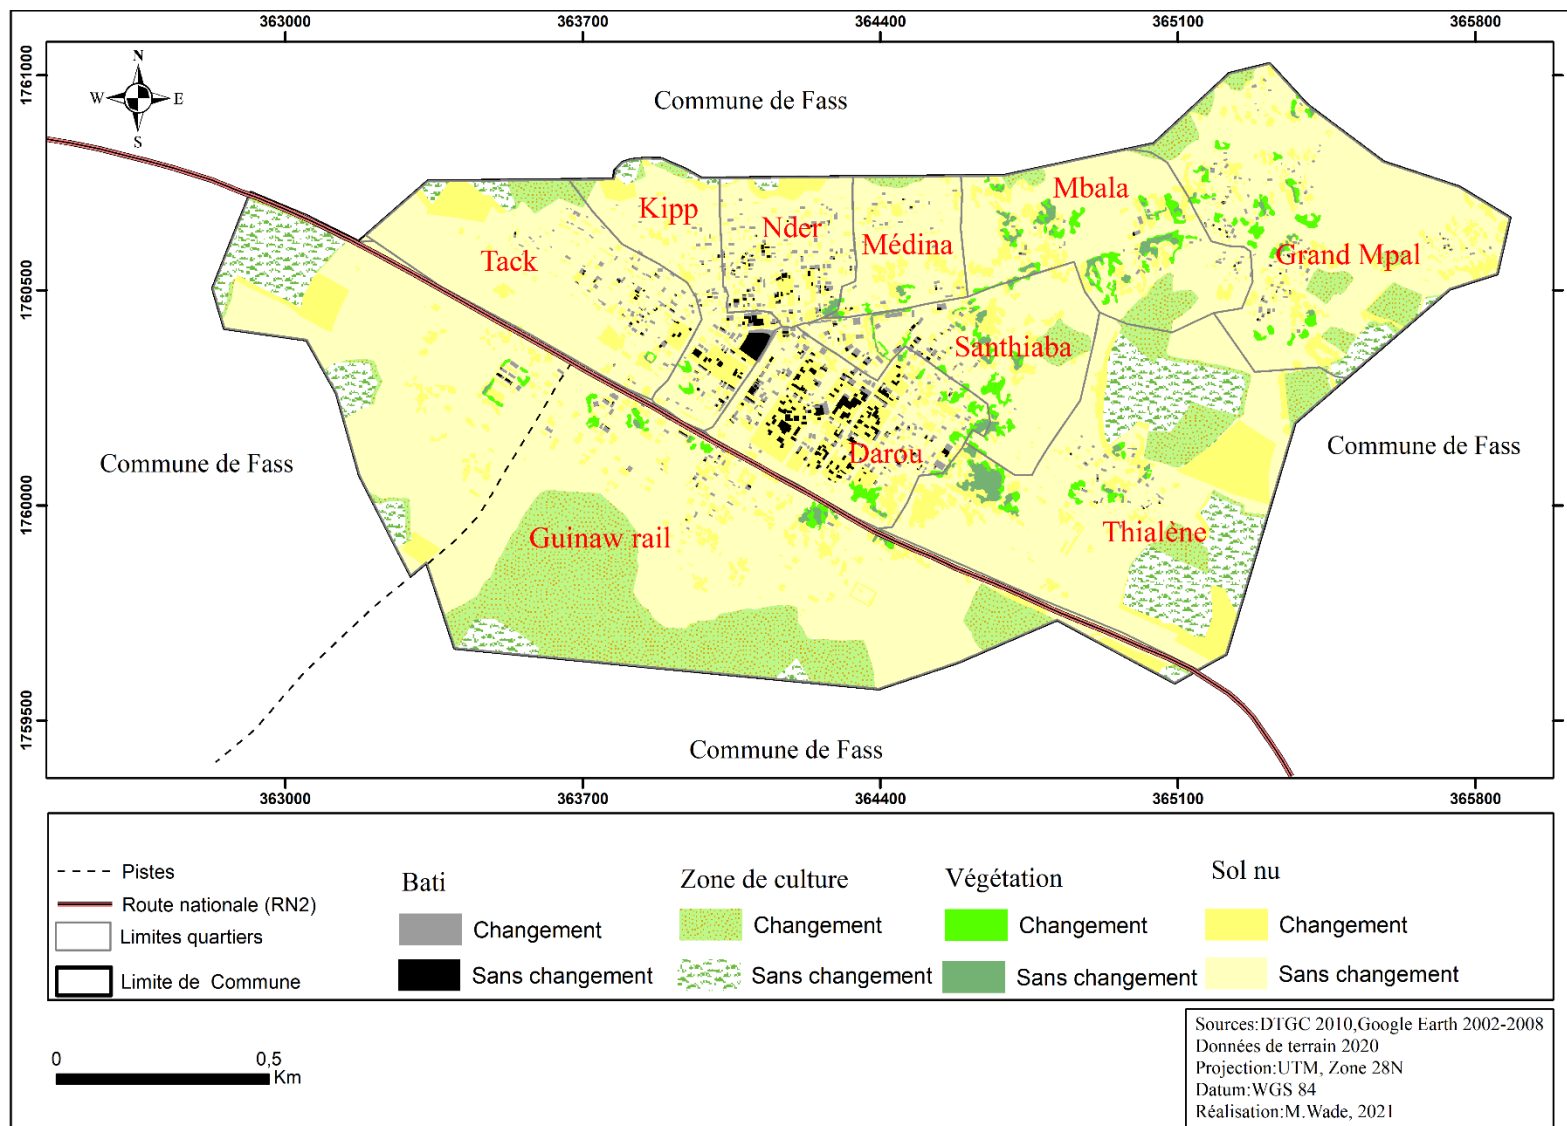 363000 363700 364400 365100 365800
1761000
1760500
1760000
1759500
N
W E
S
Commune de Fass
Mbala
Kipp
Nder
Médina
Tack
Grand Mpal
Santhiaba
Darou
Commune de Fass
Commune de Fass
Guinaw rail
Thialène
Commune de Fass
363000 363700 364400 365100 365800
Pistes
Route nationale (RN2)
Limites quartiers
Limite de Commune
Bati
Changement
Sans changement
Zone de culture
Changement
Sans changement
Végétation
Changement
Sans changement
Sol nu
Changement
Sans changement
0 0,5
Km
Sources:DTGC 2010,Google Earth 2002-2008
Données de terrain 2020
Projection:UTM, Zone 28N
Datum:WGS 84
Réalisation:M.Wade, 2021